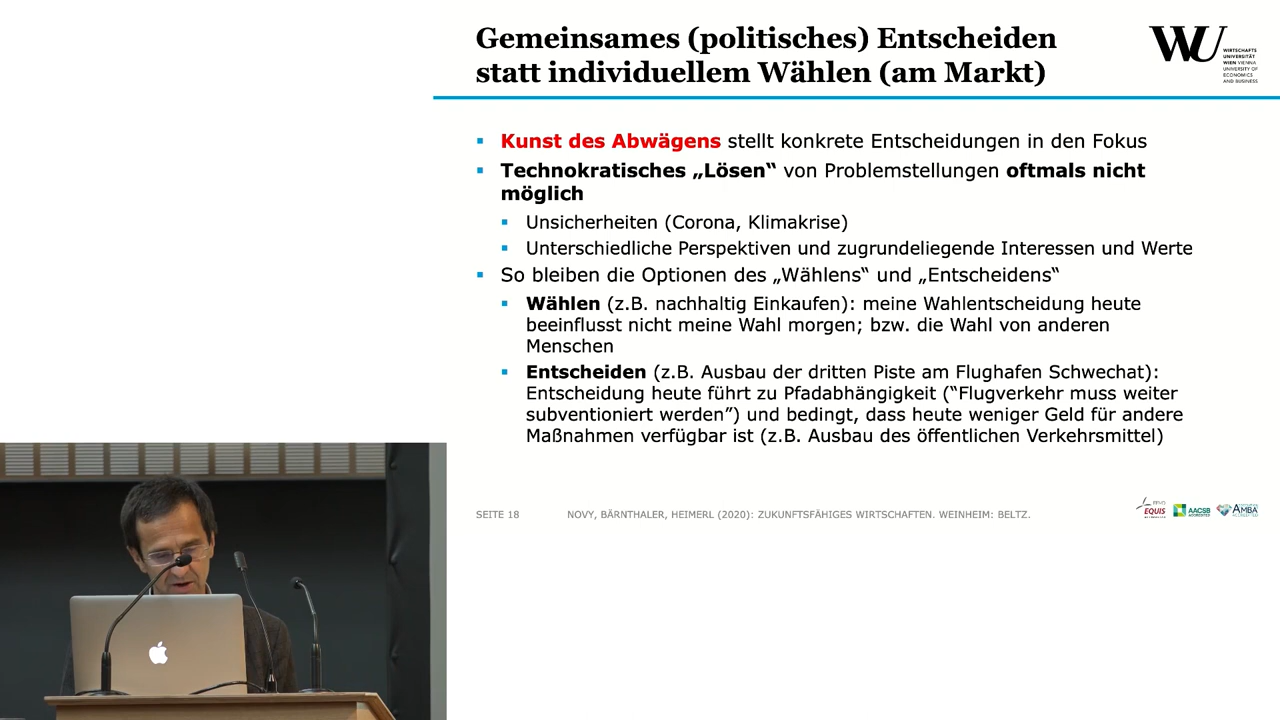 Gemeinsames (politisches) Entscheiden
statt individuellem Wählen (am Markt)
WU
WIRTSCHAFTS
UNIVERSITÄT
WIEN VIENNA
UNIVERSITY OF
ECONOMICS
AND BUSINESS
Kunst des Abwägens stellt konkrete Entscheidungen in den Fokus
Technokratisches „Lösen“ von Problemstellungen oftmals nicht
möglich
Unsicherheiten (Corona, Klimakrise)
Unterschiedliche Perspektiven und zugrundeliegende Interessen und Werte
So bleiben die Optionen des „Wählens“ und „Entscheidens“
Wählen (z.B. nachhaltig Einkaufen): meine Wahlentscheidung heute
beeinflusst nicht meine Wahl morgen; bzw. die Wahl von anderen
Menschen
Entscheiden (z.B. Ausbau der dritten Piste am Flughafen Schwechat):
Entscheidung heute führt zu Pfadabhängigkeit (“Flugverkehr muss weiter
subventioniert werden”) und bedingt, dass heute weniger Geld für andere
Maßnahmen verfügbar ist (z.B. Ausbau des öffentlichen Verkehrsmittel)
SEITE 18
NOVY, BÄRNTHALER, HEIMERL (2020): ZUKUNFTSFÄHIGES WIRTSCHAFTEN. WEINHEIM: BELTZ.
EQUIS
AACSB
ACCREDITED
AMBA